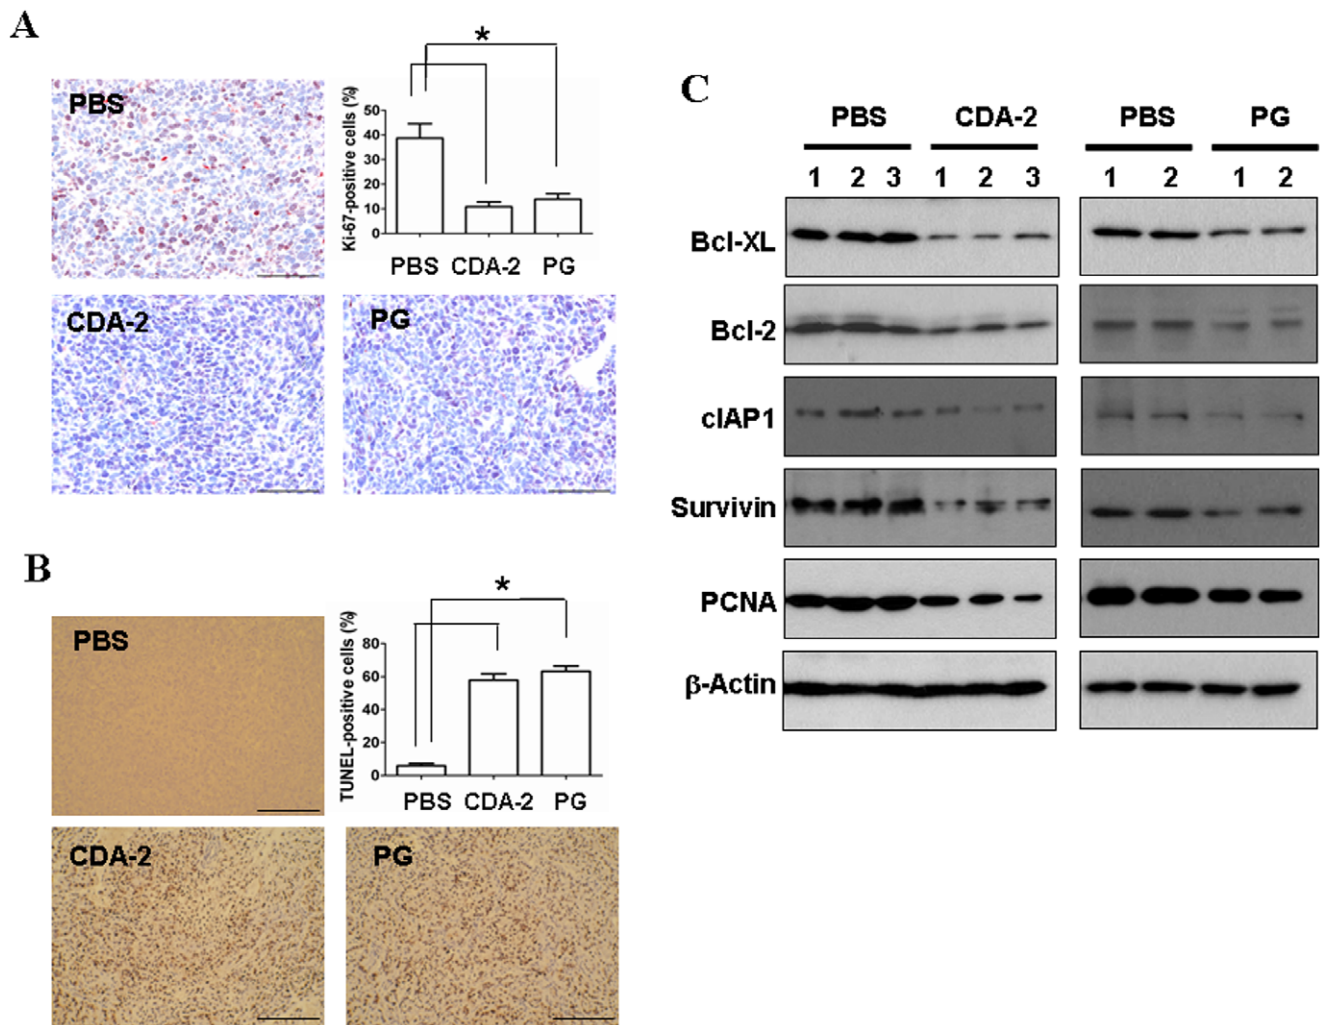 A
PBS
*
Ki-67-positive cells (%)
50
40
30
20
10
0
PBS CDA-2 PG
CDA-2
PG
B
PBS
*
TUNEL-positive cells (%)
80
60
40
20
0
PBS CDA-2 PG
CDA-2
PG
C
PBS CDA-2 PBS PG
1 2 3 1 2 3 1 2 1 2
Bcl-XL
Bcl-2
cIAP1
Survivin
PCNA
β-Actin